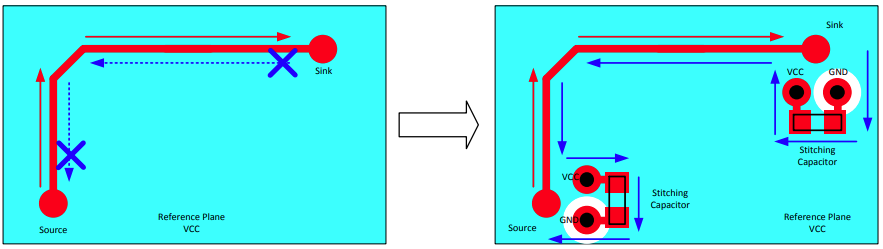 Sink
Source
Reference Plane
VCC
Sink
VCC
GND
Stitching
Capacitor
VCC
GND
Stitching
Capacitor
Source
Reference Plane
VCC